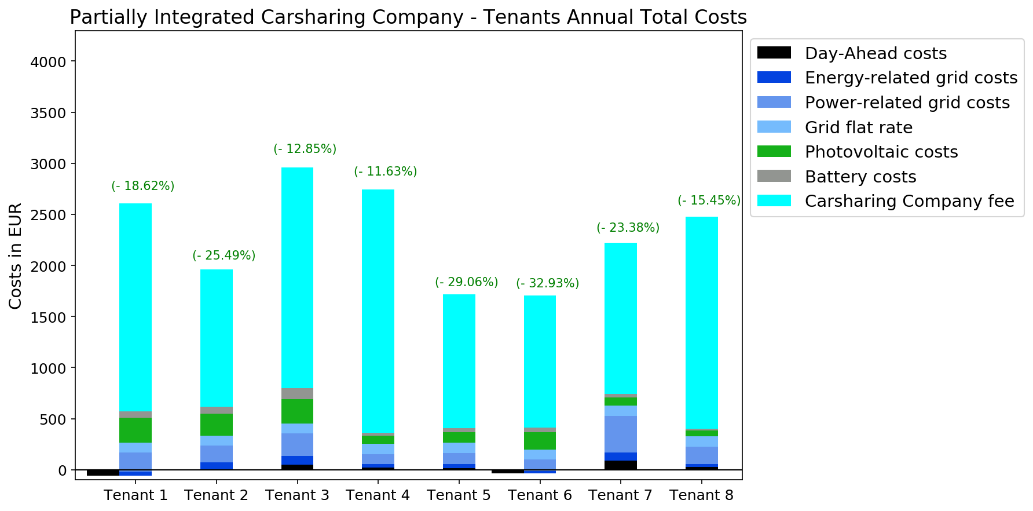 Partially Integrated Carsharing Company - Tenants Annual Total Costs
Costs in EUR
4000
3500
3000
2500
2000
1500
1000
500
0
(- 18.62%)
(- 25.49%)
(- 12.85%)
(- 11.63%)
(- 29.06%)
(- 32.93%)
(- 23.38%)
(- 15.45%)
Tenant 1
Tenant 2
Tenant 3
Tenant 4
Tenant 5
Tenant 6
Tenant 7
Tenant 8
Day-Ahead costs
Energy-related grid costs
Power-related grid costs
Grid flat rate
Photovoltaic costs
Battery costs
Carsharing Company fee